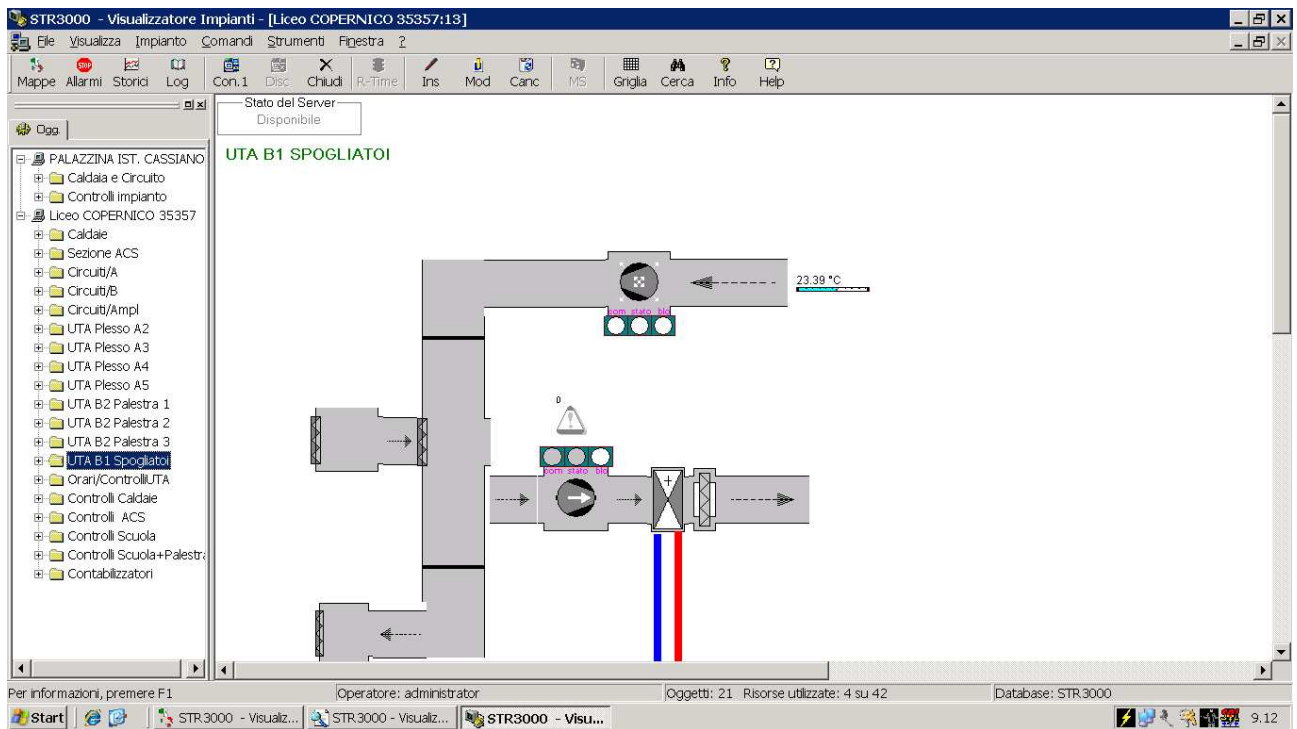 STR3000 - Visualizzatore Impianti - [Liceo COPERNICO 35357:13]
File Visualizza Impianto Comandi Strumenti Finestra ?
Mappe Allarmi Storici Log Con.1 Disc Chiudi R-Time Ins Mod Canc MS Griglia Cerca Info Help
Ogg.
PALAZZINA IST. CASSIANO
Caldaia e Circuito
Controlli impianto
Liceo COPERNICO 35357
Caldaie
Sezione ACS
Circuiti/A
Circuiti/B
Circuiti/Ampl
UTA Plesso A2
UTA Plesso A3
UTA Plesso A4
UTA Plesso A5
UTA B2 Palestra 1
UTA B2 Palestra 2
UTA B2 Palestra 3
UTA B1 Spogliatoi
Orari/ControlliUTA
Controlli Caldaie
Controlli ACS
Controlli Scuola
Controlli Scuola+Palestra
Contabilizzatori
Stato del Server
Disponibile
UTA B1 SPOGLIATOI
23.39 °C
com stato blo
0
com stato blo
Per informazioni, premere F1
Operatore: administrator
Oggetti: 21 Risorse utilizzate: 4 su 42
Database: STR3000
Start
STR3000 - Visualiz...
STR3000 - Visualiz...
STR3000 - Visu...
9.12